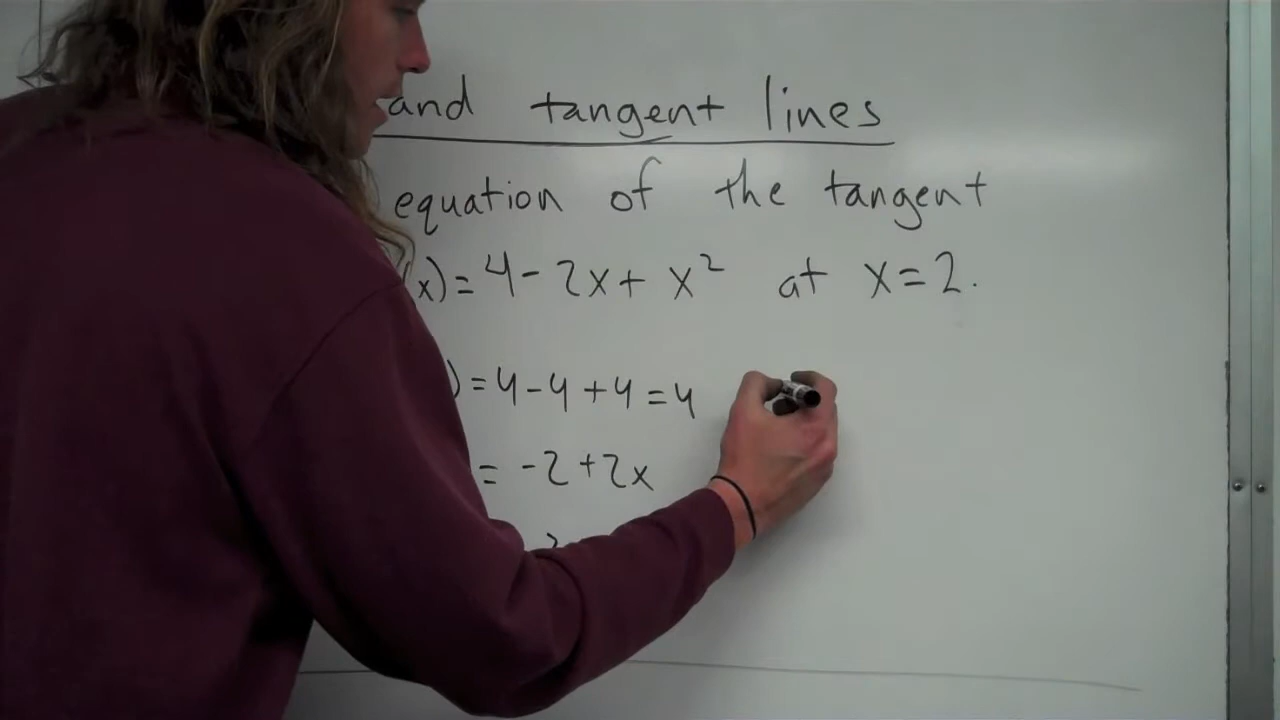 and tangent lines
equation of the tangent
(x) = 4 - 2x + x² at x = 2.
) = 4 - 4 + 4 = 4
= -2 + 2x